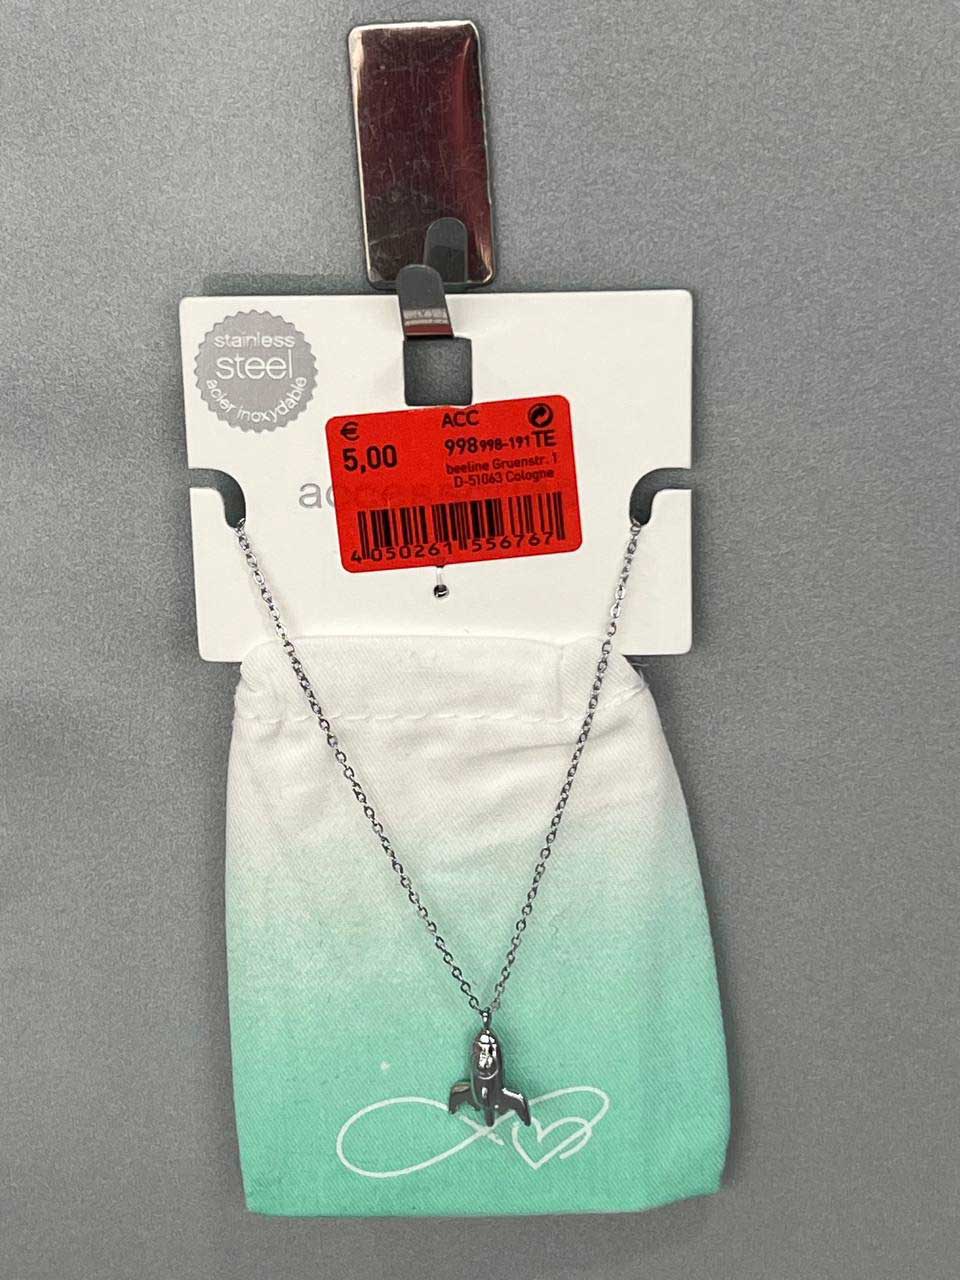 stainless
steel
acier inoxydable
€
5,00
ACC
998 998-191 TE
beeline Gruenstr. 1
D-51063 Cologne
4 050261 556767